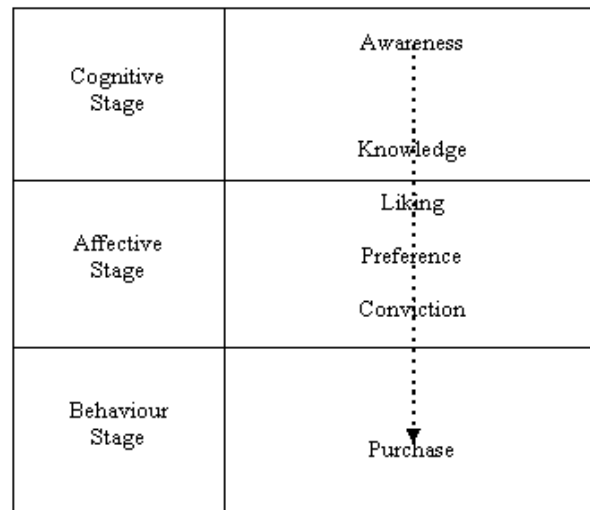 Cognitive
Stage
Awareness
Knowledge
Affective
Stage
Liking
Preference
Conviction
Behaviour
Stage
Purchase